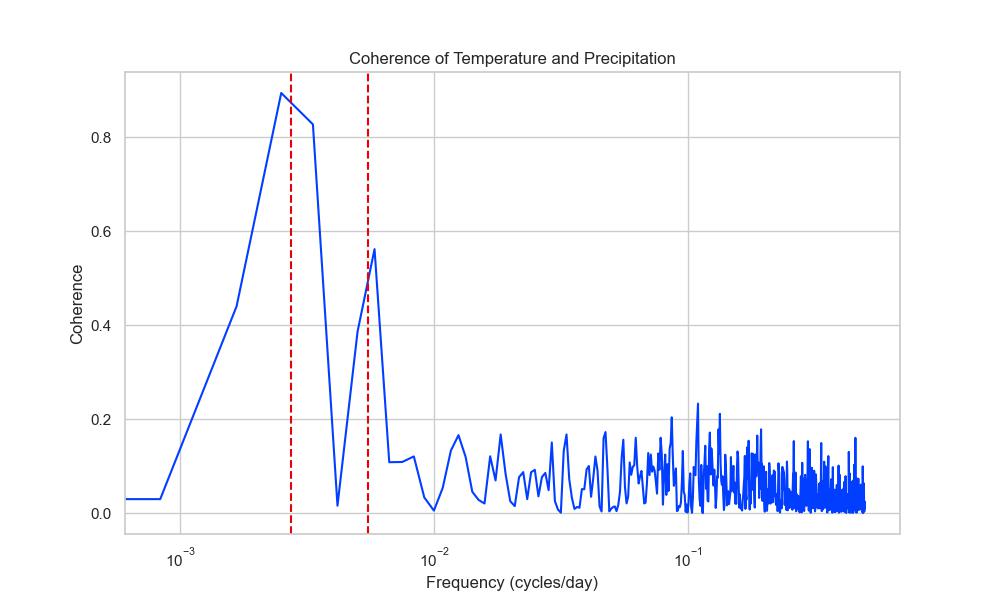 Coherence of Temperature and Precipitation
Coherence
0.8
0.6
0.4
0.2
0.0
10⁻³
10⁻²
10⁻¹
Frequency (cycles/day)